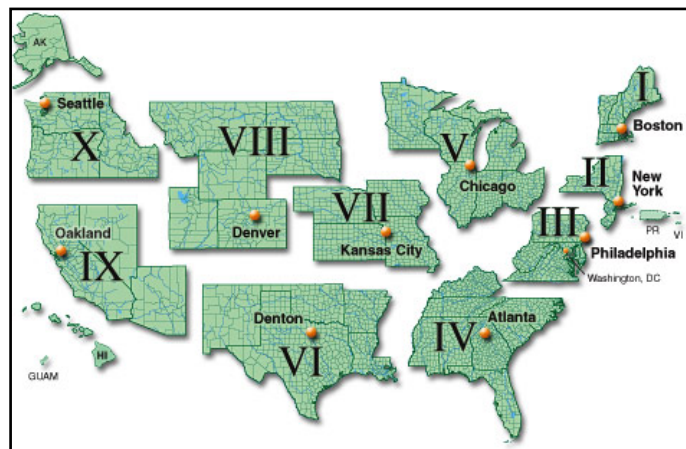 AK
Seattle
X
VIII
V
I
Boston
II
New
York
Chicago
VII
III
PR
VI
Denver
Kansas City
Philadelphia
Washington, DC
Oakland
IX
Denton
VI
IV
Atlanta
HI
GUAM